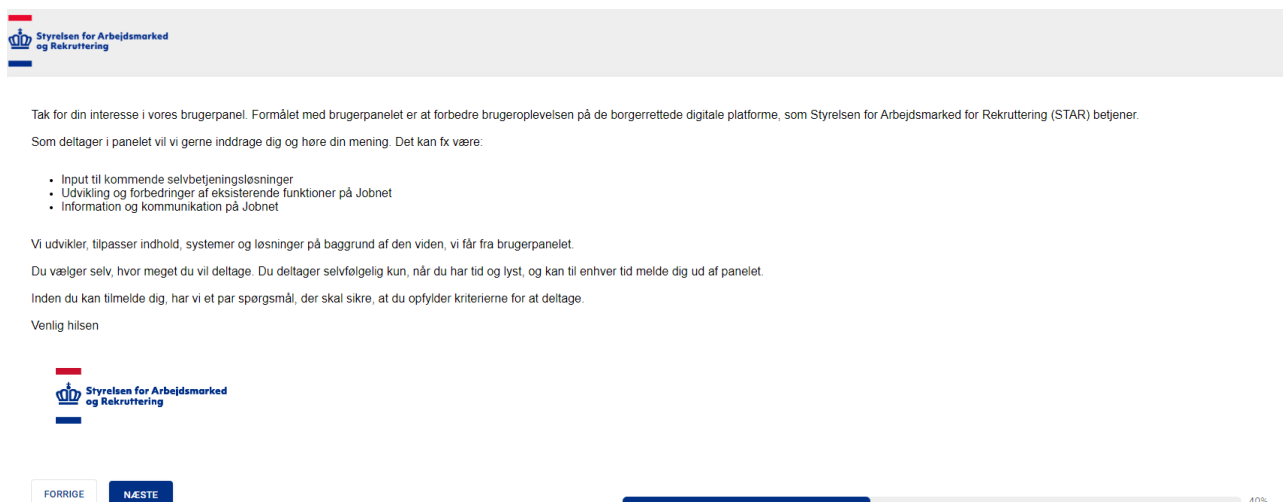 Styrelsen for Arbejdsmarked
og Rekruttering
Tak for din interesse i vores brugerpanel. Formålet med brugerpanelet er at forbedre brugeroplevelsen på de borgerrettede digitale platforme, som Styrelsen for Arbejdsmarked for Rekruttering (STAR) betjener.
Som deltager i panelet vil vi gerne inddrage dig og høre din mening. Det kan fx være:
• Input til kommende selvbetjeningsløsninger
• Udvikling og forbedringer af eksisterende funktioner på Jobnet
• Information og kommunikation på Jobnet
Vi udvikler, tilpasser indhold, systemer og løsninger på baggrund af den viden, vi får fra brugerpanelet.
Du vælger selv, hvor meget du vil deltage. Du deltager selvfølgelig kun, når du har tid og lyst, og kan til enhver tid melde dig ud af panelet.
Inden du kan tilmelde dig, har vi et par spørgsmål, der skal sikre, at du opfylder kriterierne for at deltage.
Venlig hilsen
Styrelsen for Arbejdsmarked
og Rekruttering
FORRIGE NÆSTE
40%